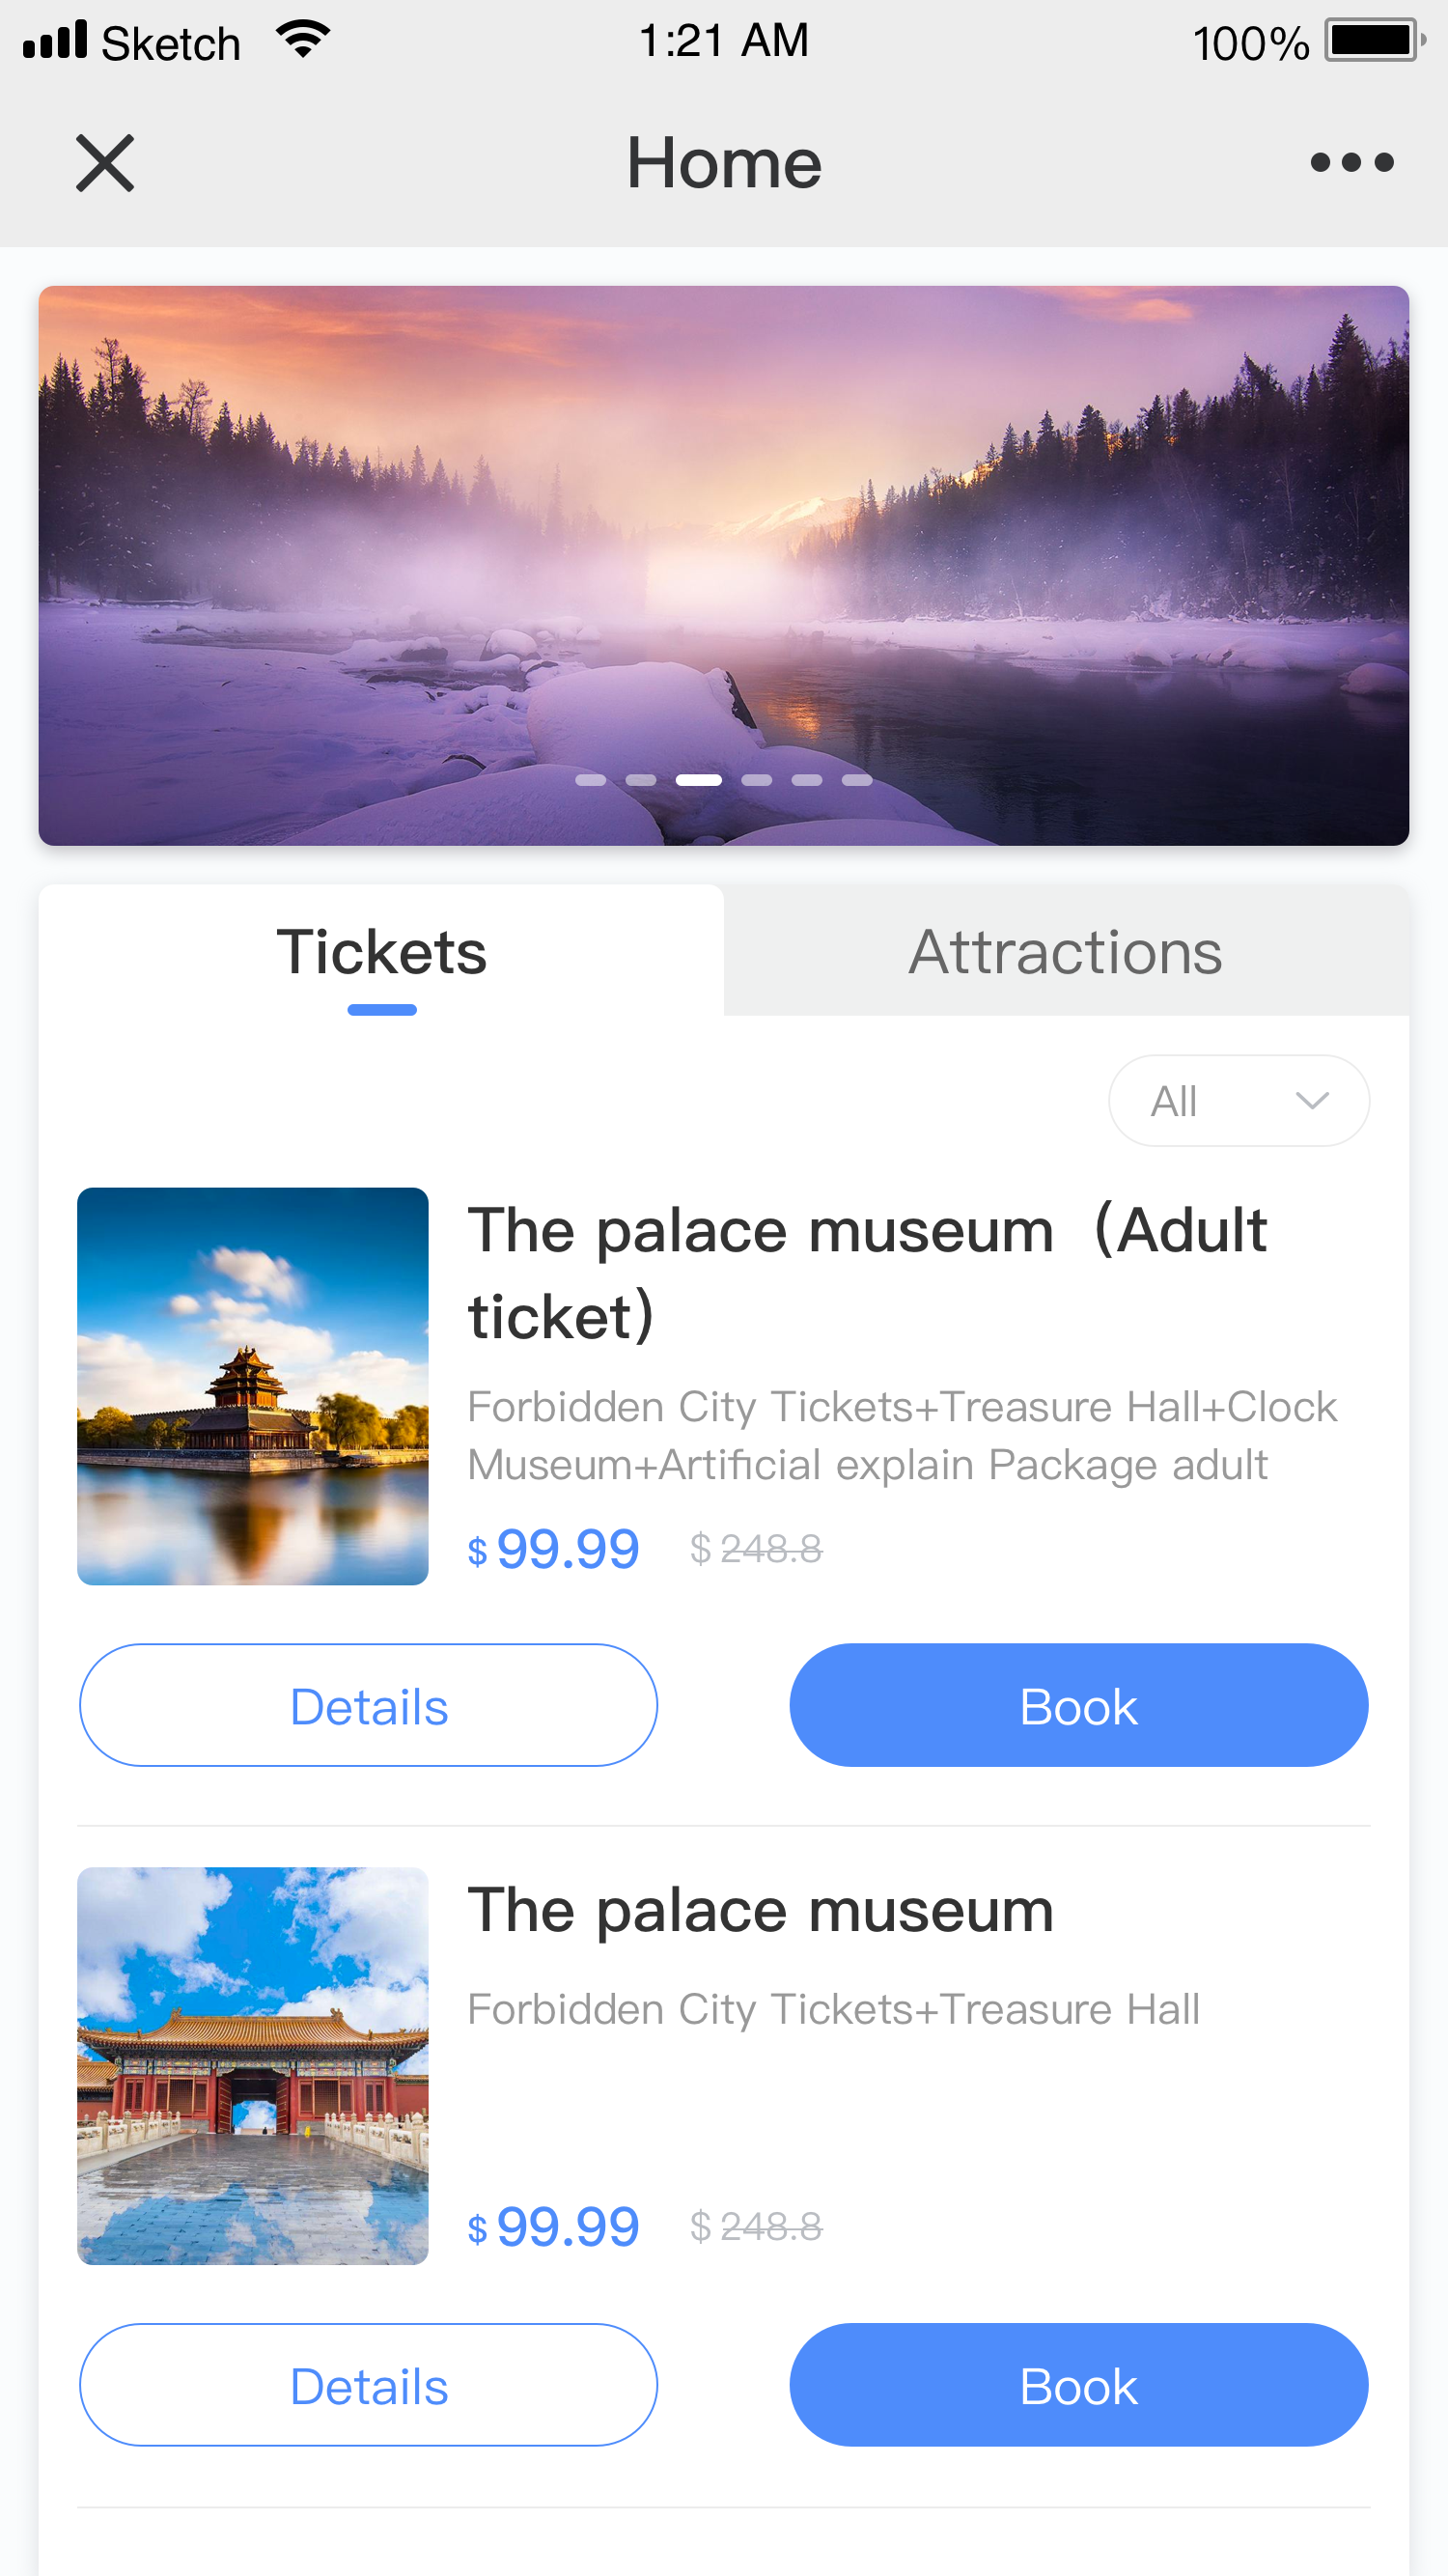 Sketch 1:21 AM 100%
Home
Tickets Attractions
All
The palace museum（Adult
ticket）
Forbidden City Tickets+Treasure Hall+Clock
Museum+Artificial explain Package adult
$ 99.99 $ 248.8
Details Book
The palace museum
Forbidden City Tickets+Treasure Hall
$ 99.99 $ 248.8
Details Book